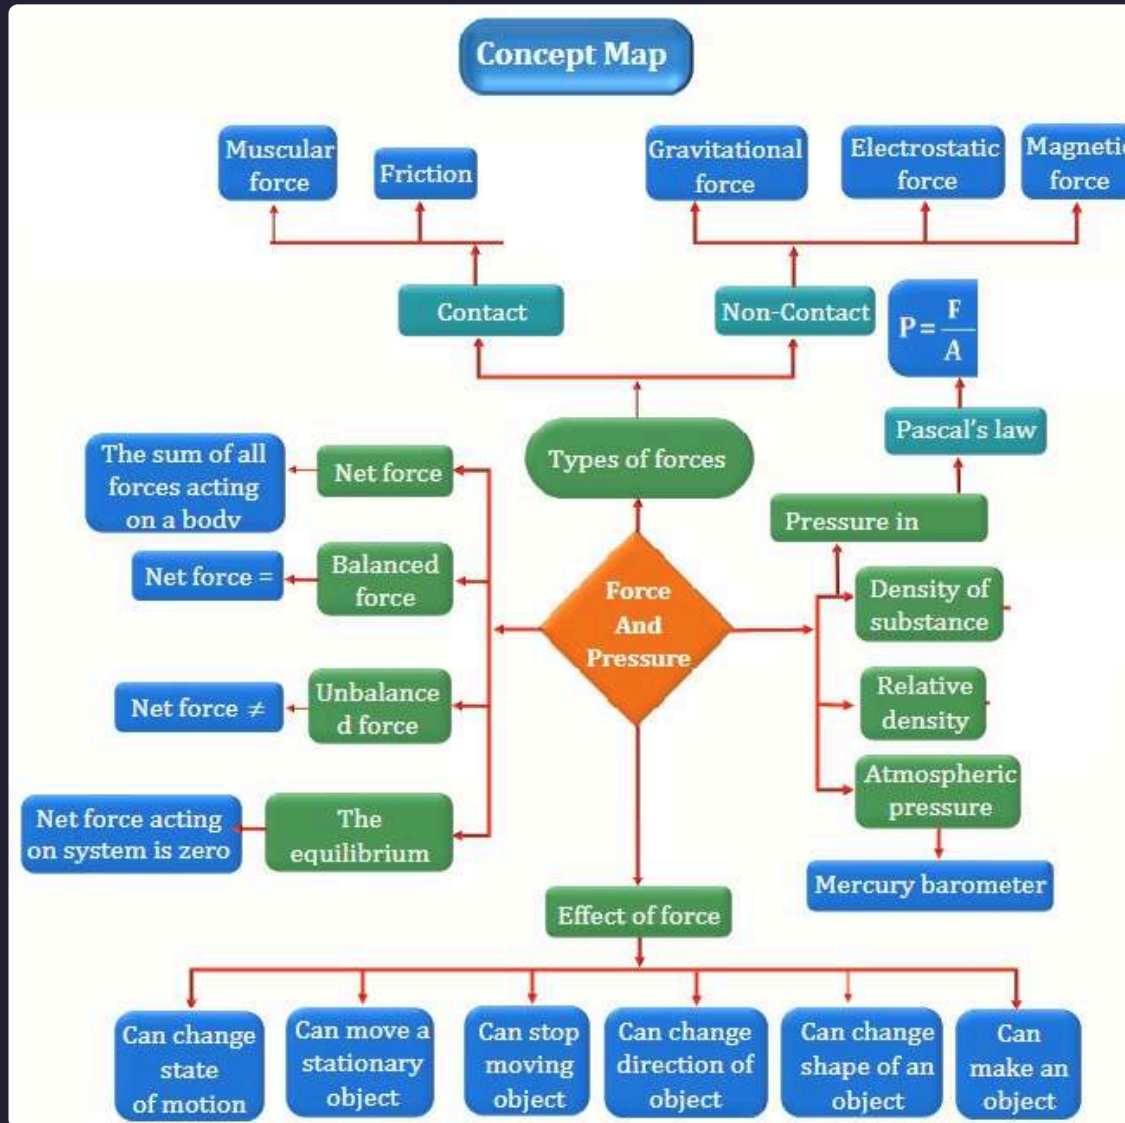 Concept Map
Muscular
force
Friction
Gravitational
force
Electrostatic
force
Magnetic
force
Contact
Non-Contact
P = F
A
Pascal's law
Types of forces
The sum of all
forces acting
on a body
Net force
Pressure in
Net force =
Balanced
force
Force
And
Pressure
Density of
substance
Net force ≠
Unbalance
d force
Relative
density
Atmospheric
pressure
Net force acting
on system is zero
The
equilibrium
Mercury barometer
Effect of force
Can change
state
of motion
Can move a
stationary
object
Can stop
moving
object
Can change
direction of
object
Can change
shape of an
object
Can
make an
object